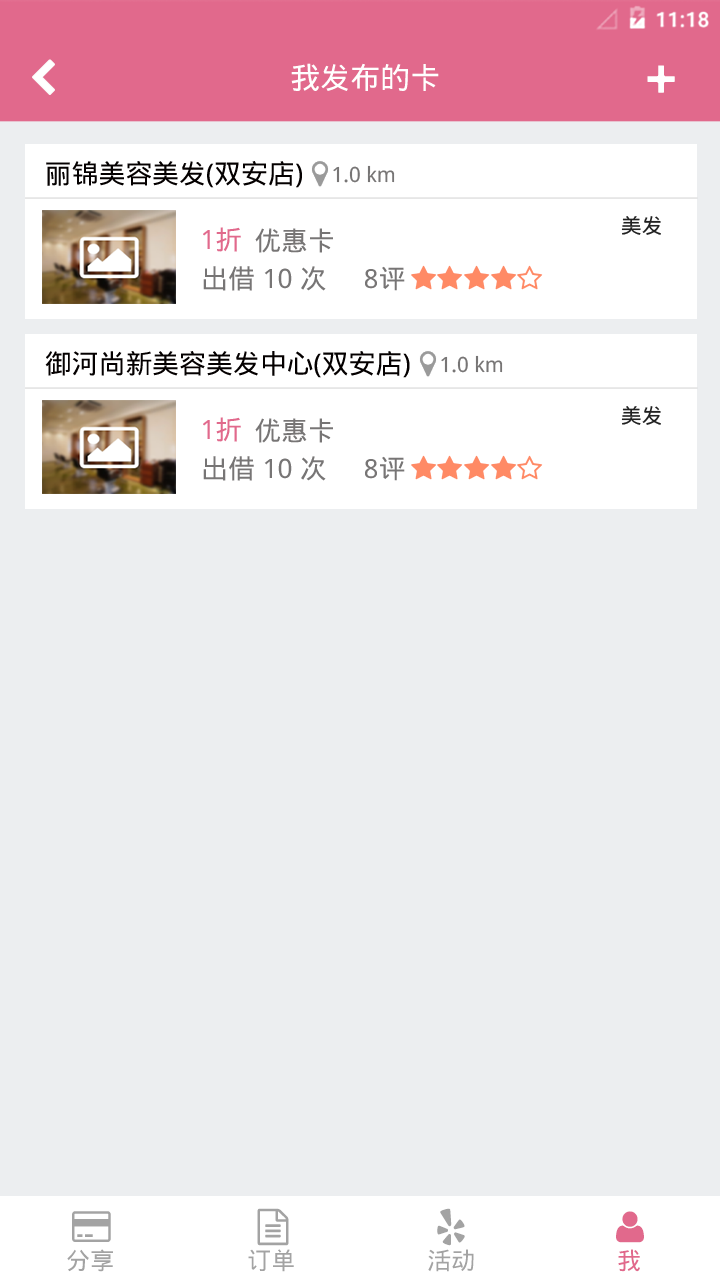 11:18
我发布的卡
丽锦美容美发(双安店) 1.0 km
美发
1折 优惠卡
出借 10 次 8评
御河尚新美容美发中心(双安店) 1.0 km
美发
1折 优惠卡
出借 10 次 8评
分享 订单 活动 我